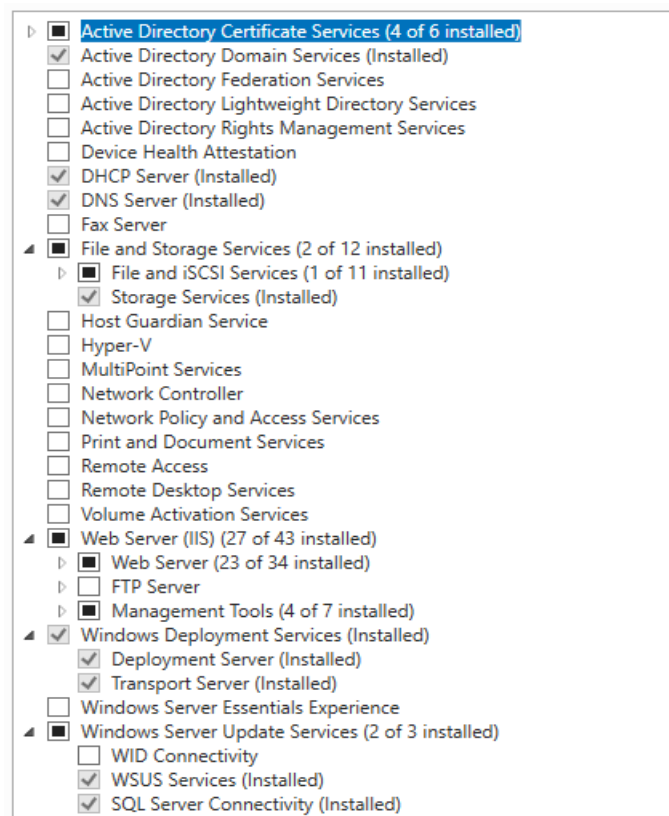 Active Directory Certificate Services (4 of 6 installed)
Active Directory Domain Services (Installed)
Active Directory Federation Services
Active Directory Lightweight Directory Services
Active Directory Rights Management Services
Device Health Attestation
DHCP Server (Installed)
DNS Server (Installed)
Fax Server
File and Storage Services (2 of 12 installed)
File and iSCSI Services (1 of 11 installed)
Storage Services (Installed)
Host Guardian Service
Hyper-V
MultiPoint Services
Network Controller
Network Policy and Access Services
Print and Document Services
Remote Access
Remote Desktop Services
Volume Activation Services
Web Server (IIS) (27 of 43 installed)
Web Server (23 of 34 installed)
FTP Server
Management Tools (4 of 7 installed)
Windows Deployment Services (Installed)
Deployment Server (Installed)
Transport Server (Installed)
Windows Server Essentials Experience
Windows Server Update Services (2 of 3 installed)
WID Connectivity
WSUS Services (Installed)
SQL Server Connectivity (Installed)